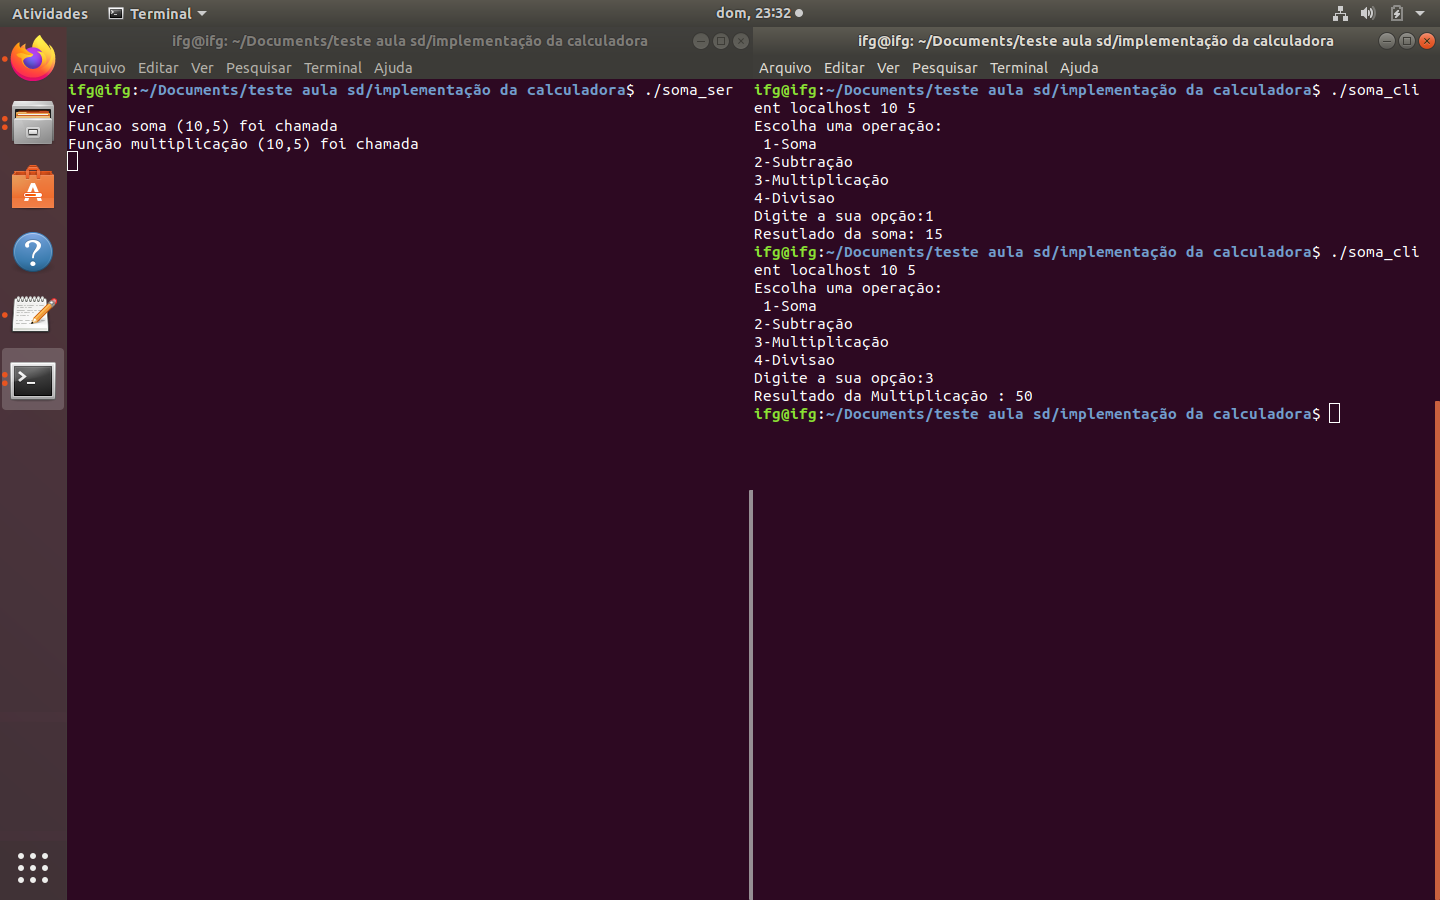 Atividades Terminal dom, 23:32
ifg@ifg: ~/Documents/teste aula sd/implementação da calculadora
Arquivo Editar Ver Pesquisar Terminal Ajuda
ifg@ifg:~/Documents/teste aula sd/implementação da calculadora$ ./soma_ser
ver
Funcao soma (10,5) foi chamada
Função multiplicação (10,5) foi chamada
ifg@ifg: ~/Documents/teste aula sd/implementação da calculadora
Arquivo Editar Ver Pesquisar Terminal Ajuda
ifg@ifg:~/Documents/teste aula sd/implementação da calculadora$ ./soma_cli
ent localhost 10 5
Escolha uma operação:
 1-Soma
2-Subtração
3-Multiplicação
4-Divisao
Digite a sua opção:1
Resutlado da soma: 15
ifg@ifg:~/Documents/teste aula sd/implementação da calculadora$ ./soma_cli
ent localhost 10 5
Escolha uma operação:
 1-Soma
2-Subtração
3-Multiplicação
4-Divisao
Digite a sua opção:3
Resultado da Multiplicação : 50
ifg@ifg:~/Documents/teste aula sd/implementação da calculadora$